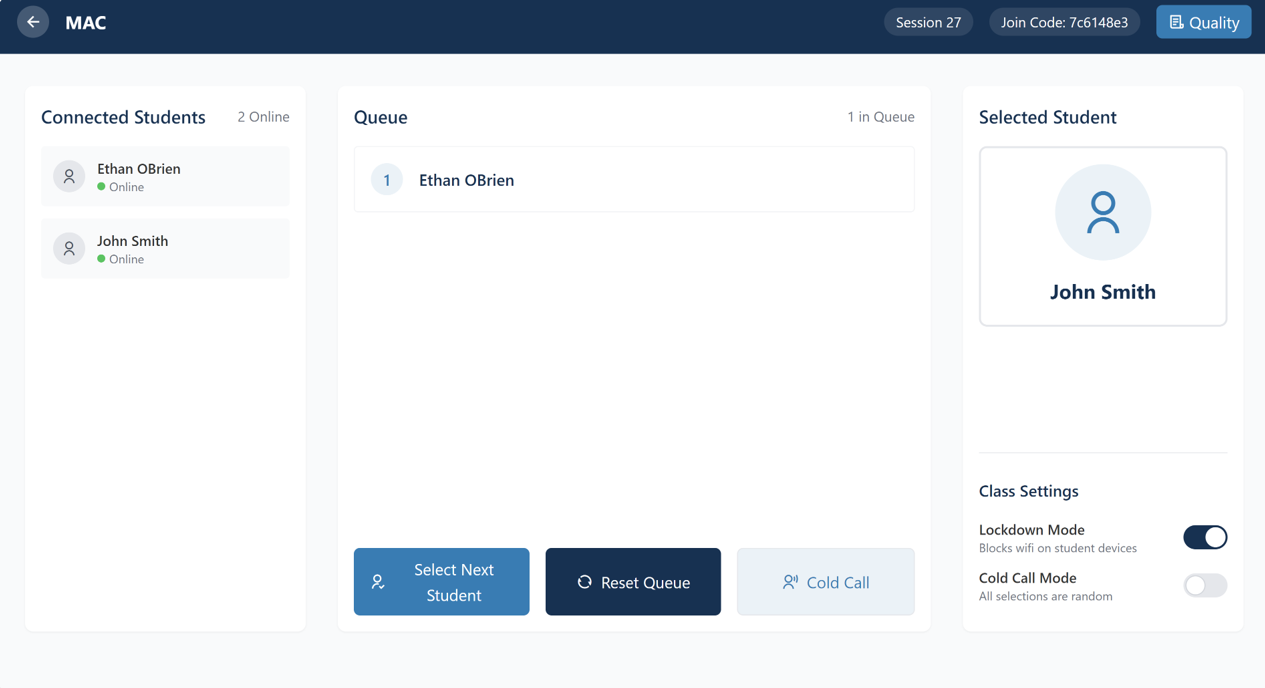 MAC
Session 27
Join Code: 7c6148e3
Quality
Connected Students
2 Online
Ethan OBrien
Online
John Smith
Online
Queue
1 in Queue
1
Ethan OBrien
Select Next
Student
Reset Queue
Cold Call
Selected Student
John Smith
Class Settings
Lockdown Mode
Blocks wifi on student devices
Cold Call Mode
All selections are random